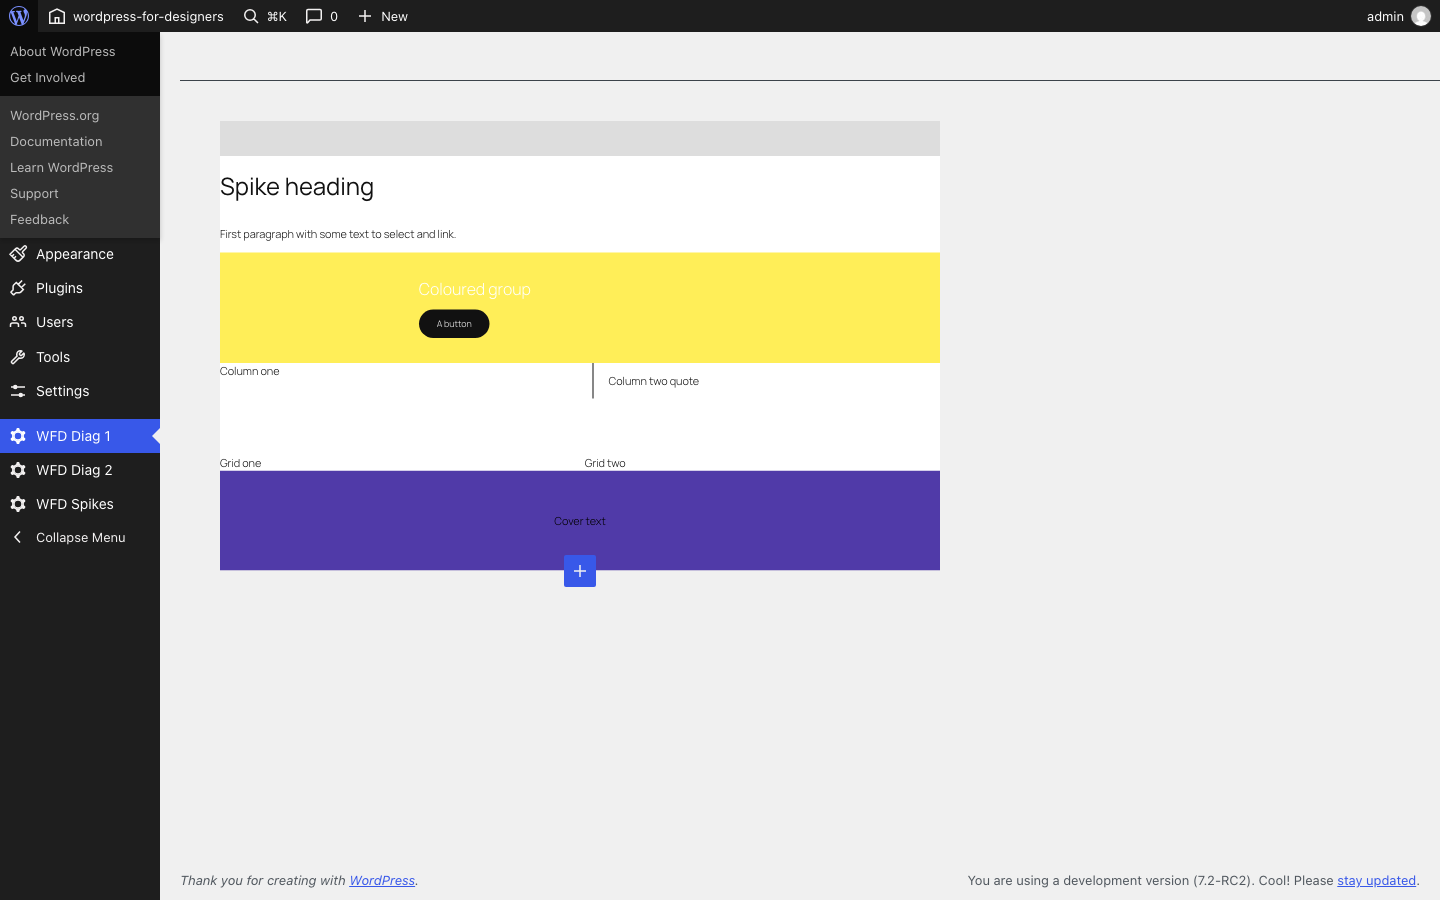 wordpress-for-designers
⌘K
0
New
admin
About WordPress
Get Involved
WordPress.org
Documentation
Learn WordPress
Support
Feedback
Appearance
Plugins
Users
Tools
Settings
WFD Diag 1
WFD Diag 2
WFD Spikes
Collapse Menu
Spike heading
First paragraph with some text to select and link.
Coloured group
A button
Column one
Column two quote
Grid one
Grid two
Cover text
Thank you for creating with WordPress.
You are using a development version (7.2-RC2). Cool! Please stay updated.